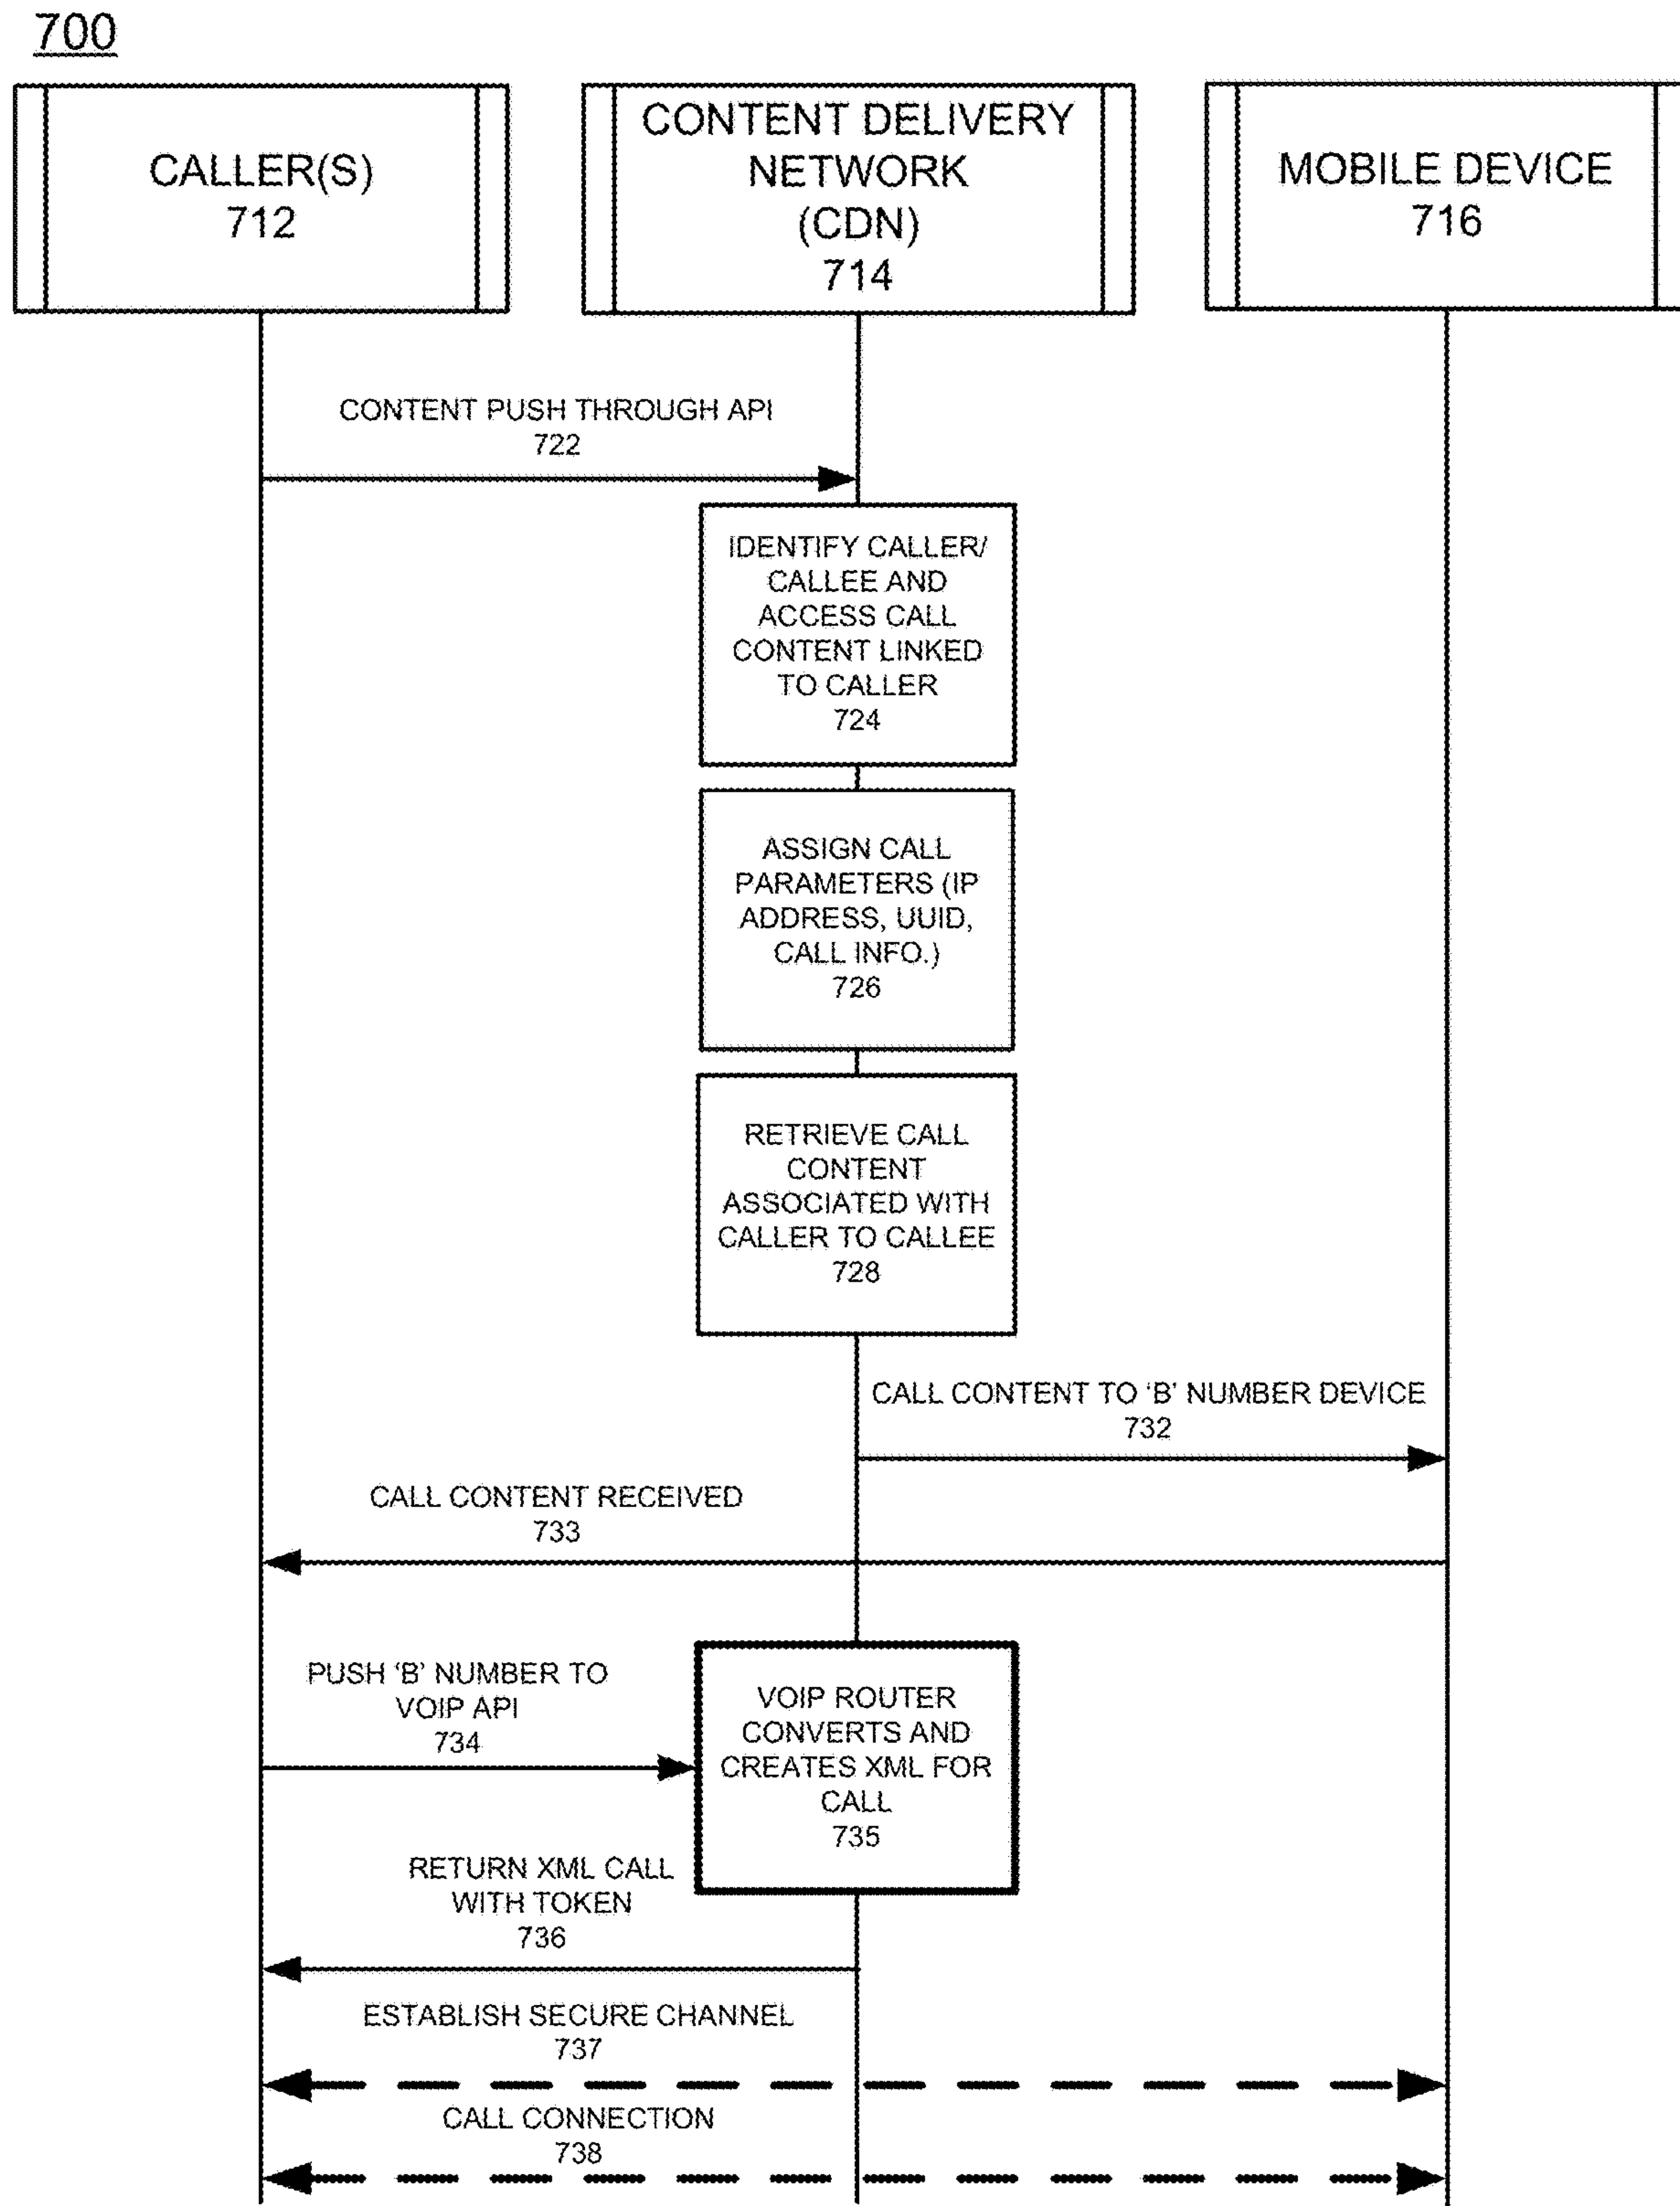 700
CALLER(S)
712
CONTENT DELIVERY
NETWORK
(CDN)
714
MOBILE DEVICE
716
CONTENT PUSH THROUGH API
722
IDENTIFY CALLER/
CALLEE AND
ACCESS CALL
CONTENT LINKED
TO CALLER
724
ASSIGN CALL
PARAMETERS (IP
ADDRESS, UUID,
CALL INFO.)
726
RETRIEVE CALL
CONTENT
ASSOCIATED WITH
CALLER TO CALLEE
728
CALL CONTENT TO ‘B’ NUMBER DEVICE
732
CALL CONTENT RECEIVED
733
PUSH ‘B’ NUMBER TO
VOIP API
734
VOIP ROUTER
CONVERTS AND
CREATES XML FOR
CALL
735
RETURN XML CALL
WITH TOKEN
736
ESTABLISH SECURE CHANNEL
737
CALL CONNECTION
738